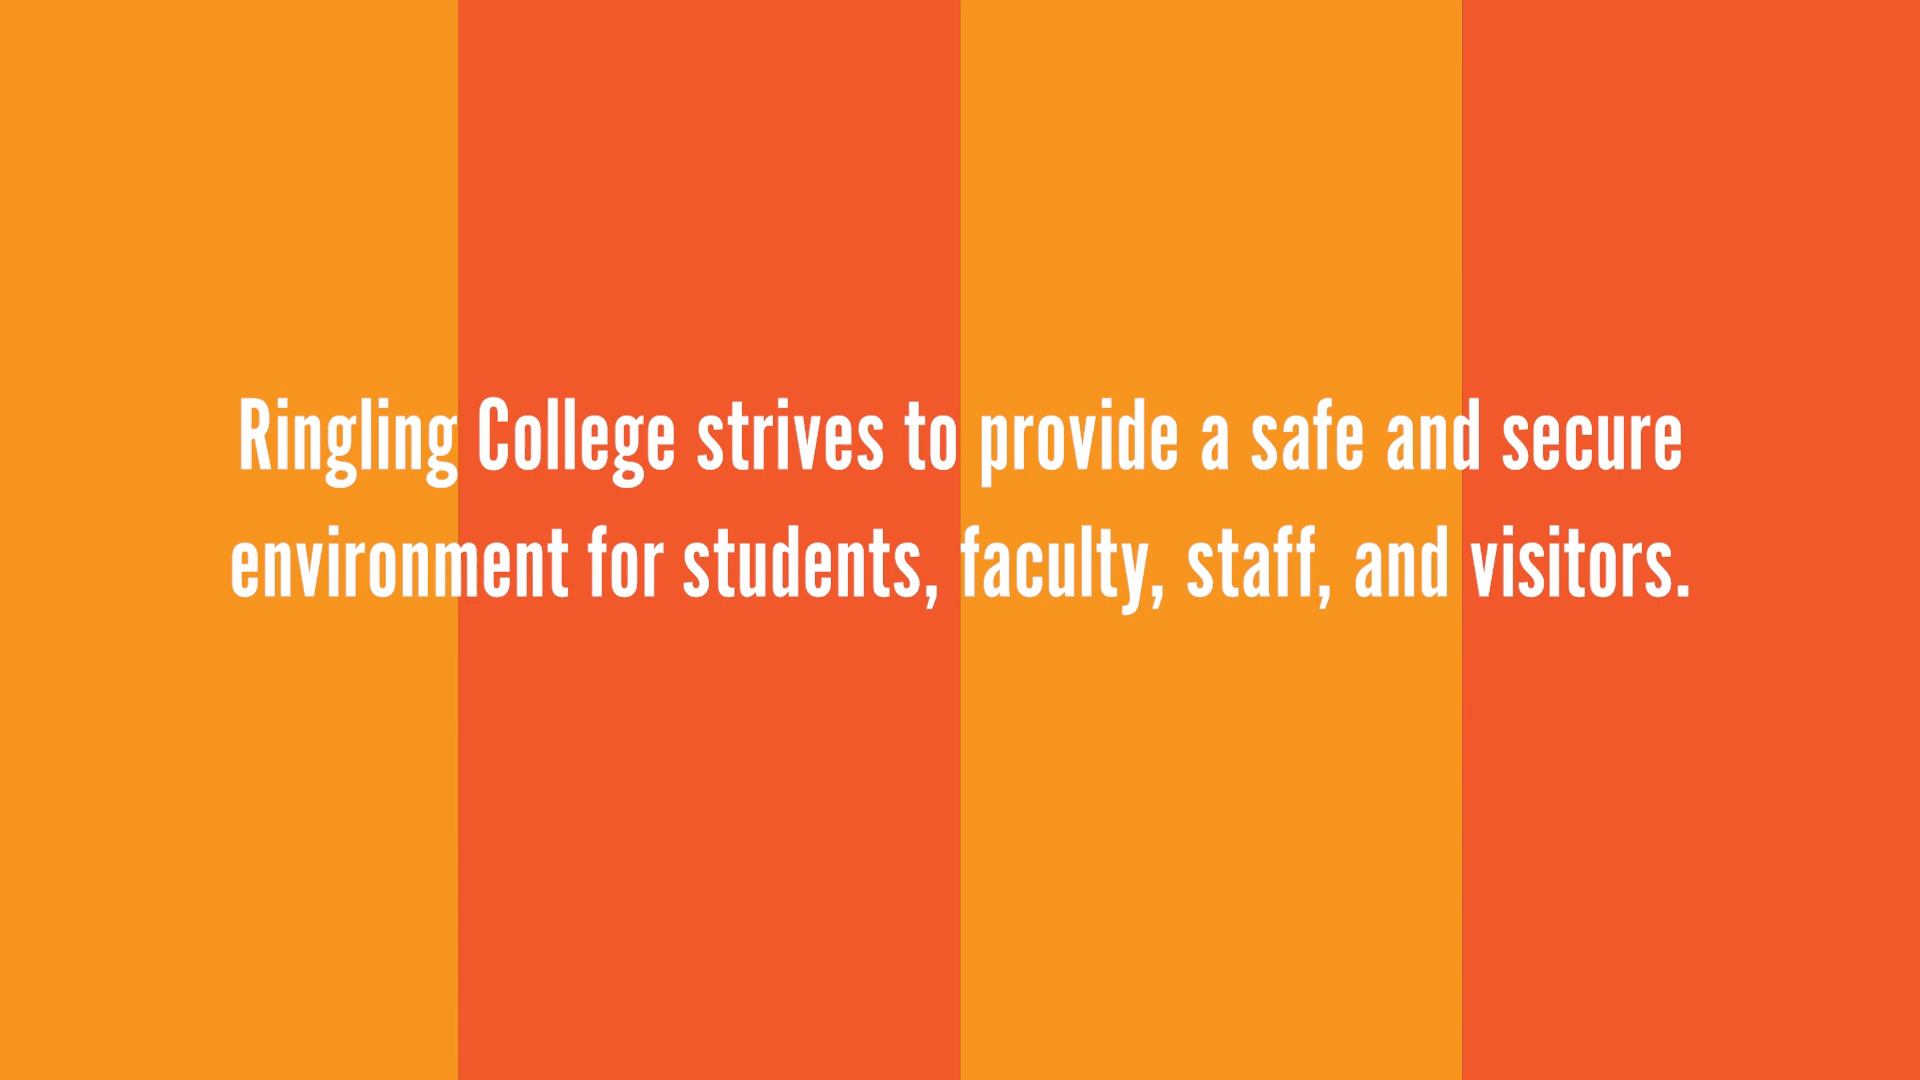 Ringling College strives to provide a safe and secure
environment for students, faculty, staff, and visitors.